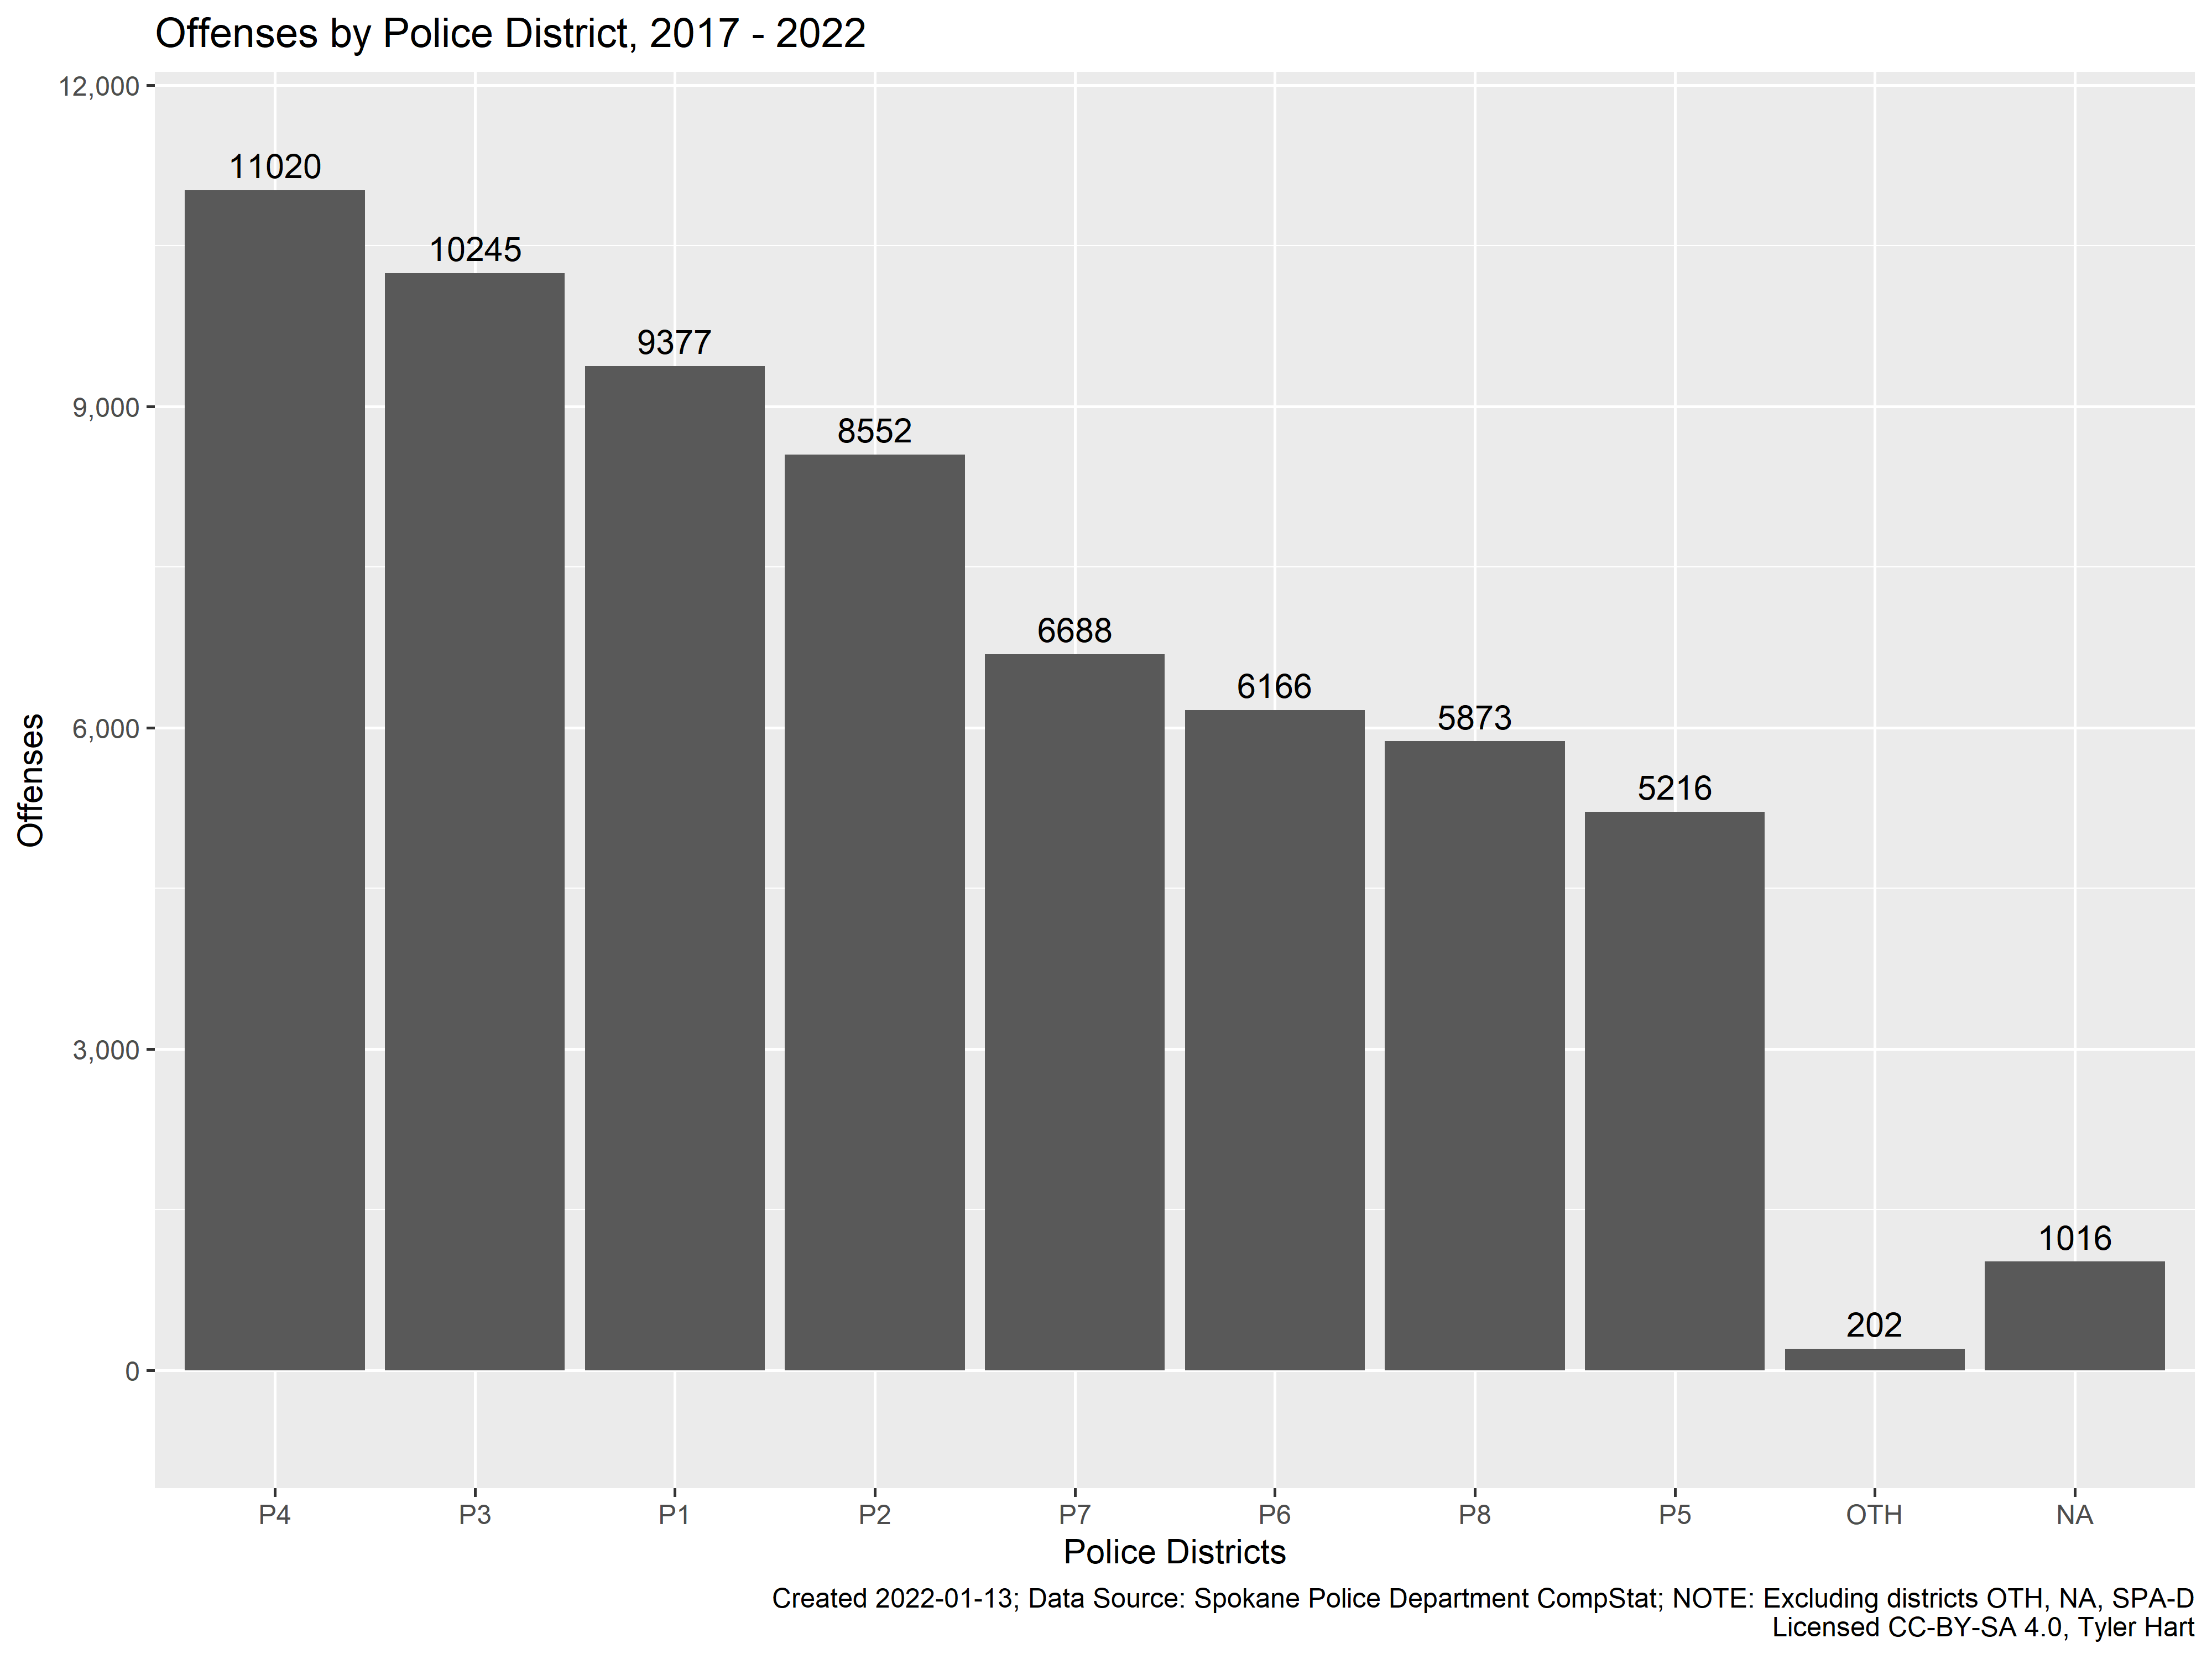 Offenses by Police District, 2017 - 2022
12,000
9,000
6,000
3,000
0
Offenses
11020
10245
9377
8552
6688
6166
5873
5216
202
1016
P4
P3
P1
P2
P7
P6
P8
P5
OTH
NA
Police Districts
Created 2022-01-13; Data Source: Spokane Police Department CompStat; NOTE: Excluding districts OTH, NA, SPA-D
Licensed CC-BY-SA 4.0, Tyler Hart